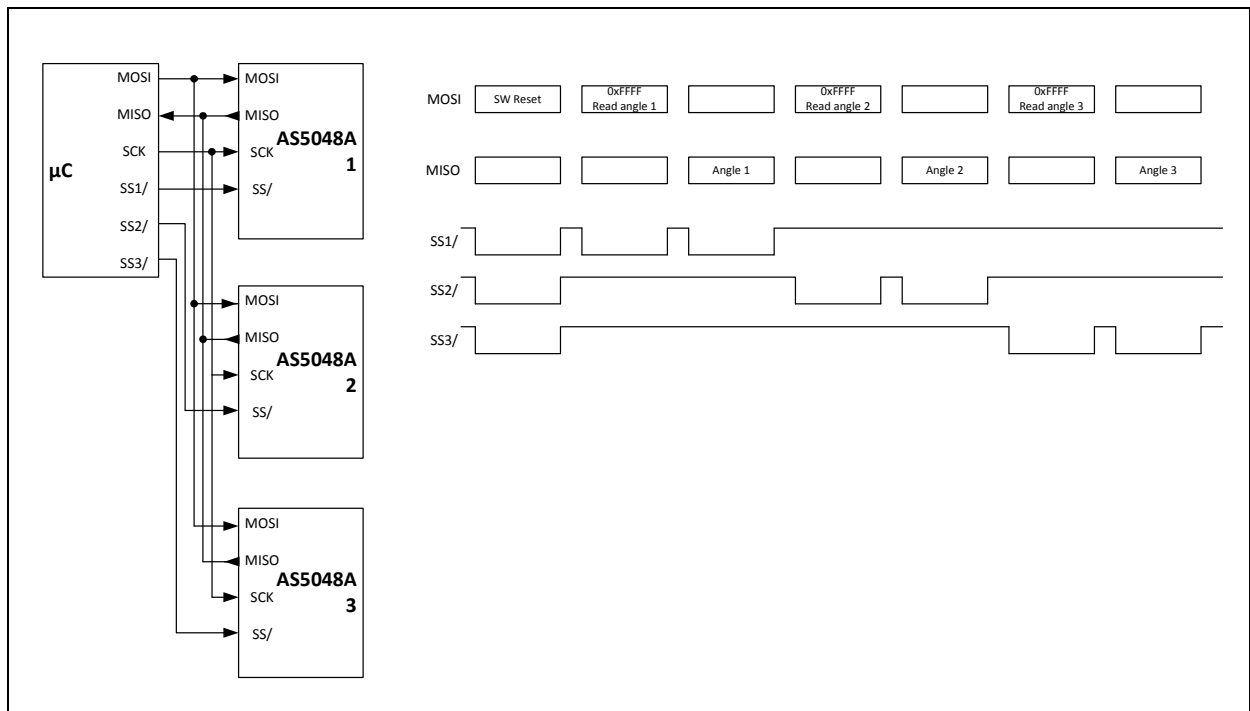 µC
MOSI
MISO
SCK
SS1/
SS2/
SS3/
MOSI
MISO
SCK
SS/
AS5048A
1
MOSI
MISO
SCK
SS/
AS5048A
2
MOSI
MISO
SCK
SS/
AS5048A
3
MOSI
SW Reset
0xFFFF
Read angle 1
0xFFFF
Read angle 2
0xFFFF
Read angle 3
MISO
Angle 1
Angle 2
Angle 3
SS1/
SS2/
SS3/